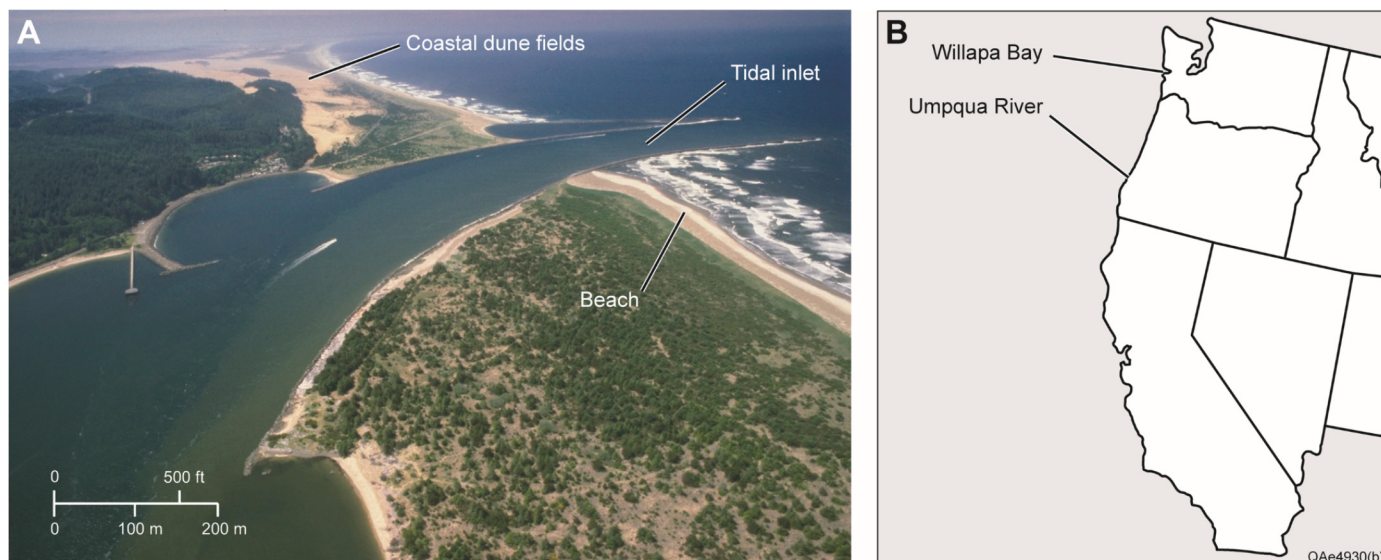 A
Coastal dune fields
Tidal inlet
Beach
0 500 ft
0 100 m 200 m
B
Willapa Bay
Umpqua River
QAe4930(b)